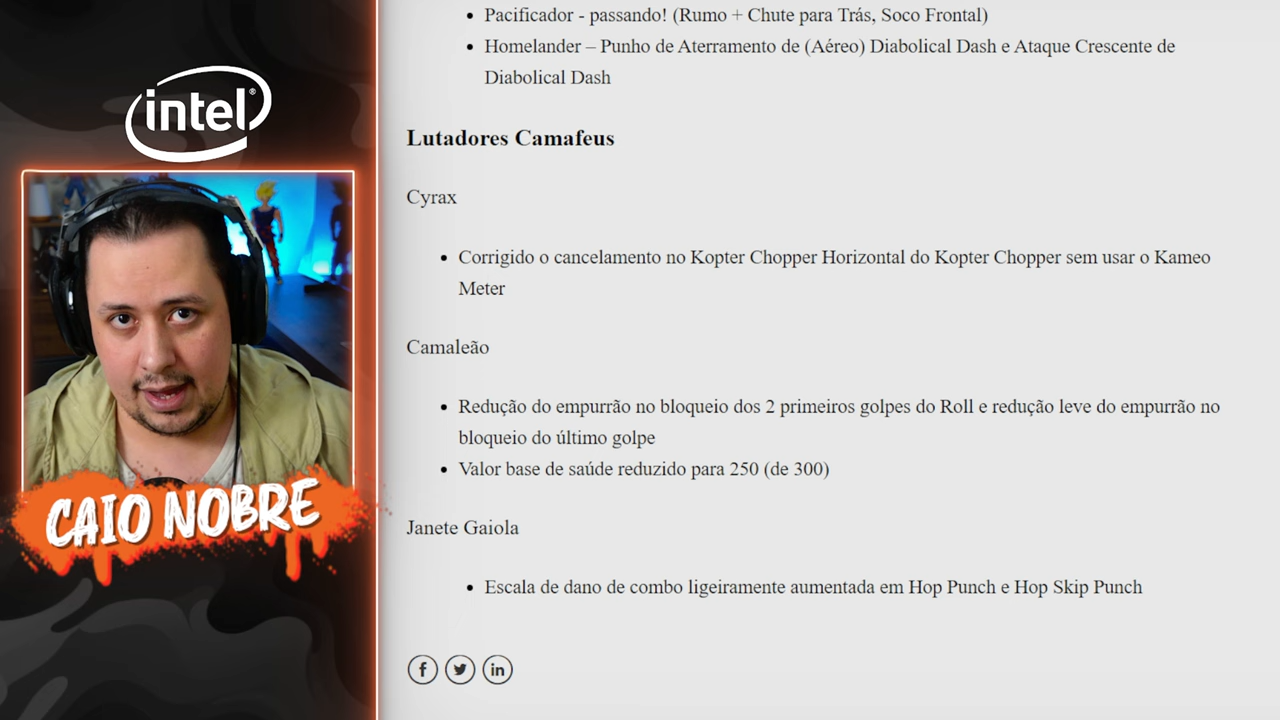 intel
CAIO NOBRE
Pacificador - passando! (Rumo + Chute para Trás, Soco Frontal)
Homelander – Punho de Aterramento de (Aéreo) Diabolical Dash e Ataque Crescente de
Diabolical Dash
Lutadores Camafeus
Cyrax
Corrigido o cancelamento no Kopter Chopper Horizontal do Kopter Chopper sem usar o Kameo
Meter
Camaleão
Redução do empurrão no bloqueio dos 2 primeiros golpes do Roll e redução leve do empurrão no
bloqueio do último golpe
Valor base de saúde reduzido para 250 (de 300)
Janete Gaiola
Escala de dano de combo ligeiramente aumentada em Hop Punch e Hop Skip Punch